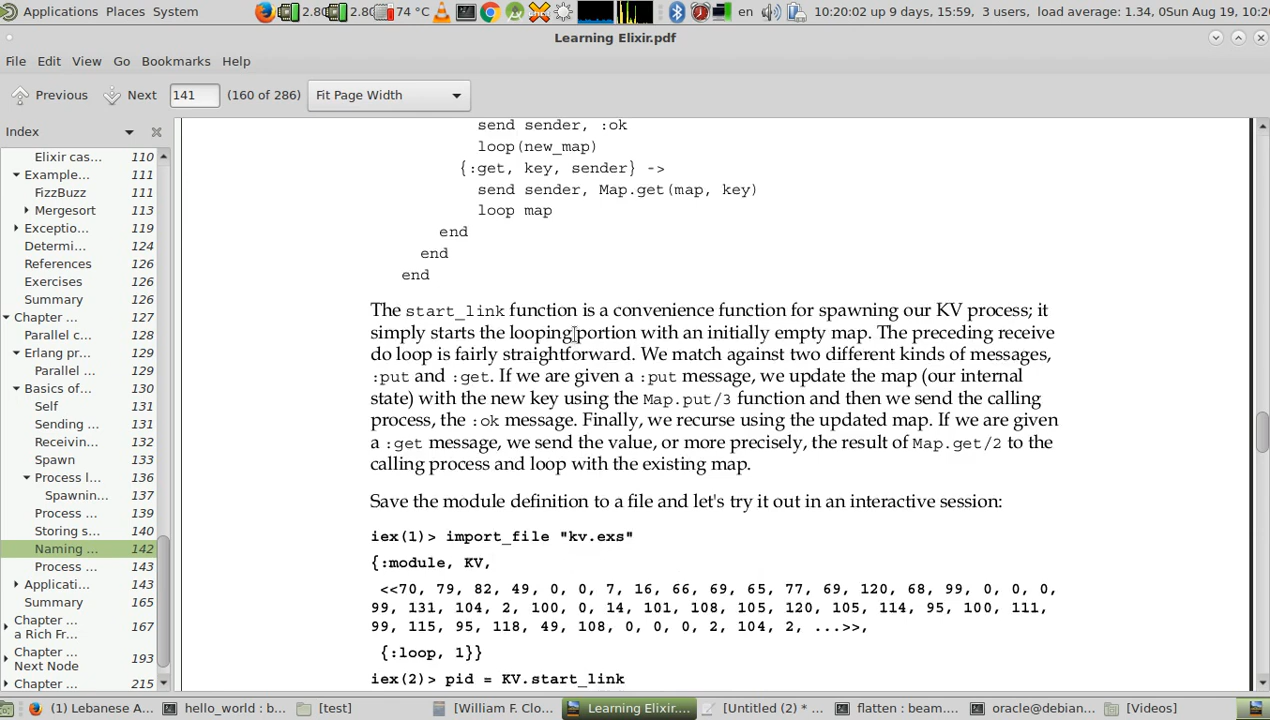 Places System 2.80 2.80 74 °C en 10:20:02 up 9 days, 15:59, 3 users, load average: 1.34, 0Sun Aug 19, 10:20
Learning Elixir.pdf
File Edit View Go Bookmarks Help
Previous Next 141 (160 of 286) Fit Page Width
Index
Elixir cas... 110
Example... 111
FizzBuzz 111
Mergesort 113
Exceptio... 119
Determi... 124
References 126
Exercises 126
Summary 126
Chapter ... 127
Parallel c... 128
Erlang pr... 129
Parallel ... 129
Basics of... 130
Self 131
Sending ... 131
Receivin... 132
Spawn 133
Process l... 136
Spawnin... 137
Process ... 139
Storing s... 140
Naming ... 142
Process ... 143
Applicati... 143
Summary 165
Chapter ...
a Rich Fr... 167
Chapter ...
Next Node 193
Chapter ... 215
send sender, :ok
loop(new_map)
{:get, key, sender} ->
send sender, Map.get(map, key)
loop map
end
end
end
The start_link function is a convenience function for spawning our KV process; it
simply starts the looping portion with an initially empty map. The preceding receive
do loop is fairly straightforward. We match against two different kinds of messages,
:put and :get. If we are given a :put message, we update the map (our internal
state) with the new key using the Map.put/3 function and then we send the calling
process, the :ok message. Finally, we recurse using the updated map. If we are given
a :get message, we send the value, or more precisely, the result of Map.get/2 to the
calling process and loop with the existing map.
Save the module definition to a file and let's try it out in an interactive session:
iex(1)> import_file "kv.exs"
{:module, KV,
<<70, 79, 82, 49, 0, 0, 7, 16, 66, 69, 65, 77, 69, 120, 68, 99, 0, 0, 0,
99, 131, 104, 2, 100, 0, 14, 101, 108, 105, 120, 105, 114, 95, 100, 111,
99, 115, 95, 118, 49, 108, 0, 0, 0, 2, 104, 2, ...>>,
{:loop, 1}}
iex(2)> pid = KV.start_link
(1) Lebanese A... hello_world : b... [test] [William F. Clo... Learning Elixir.... [Untitled (2) * ... flatten : beam.... oracle@debian... [Videos]